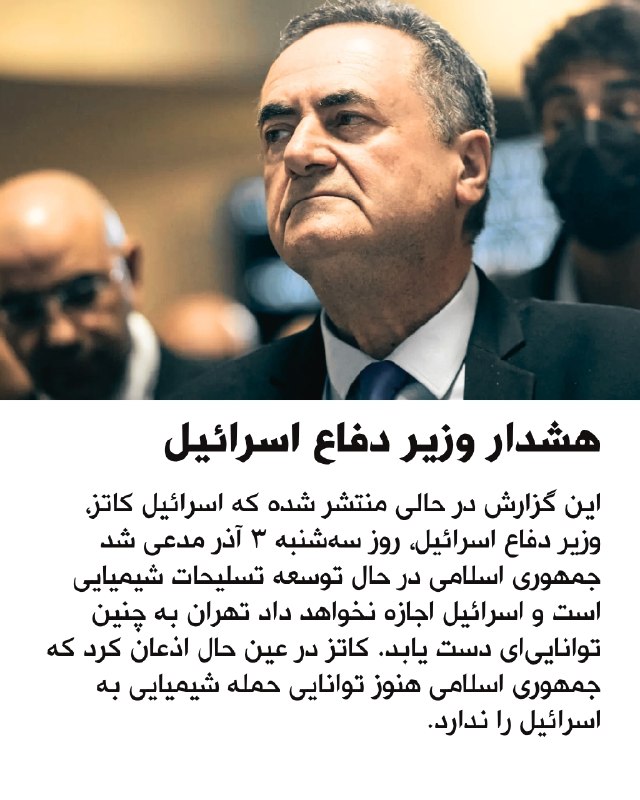 هشدار وزیر دفاع اسرائیل
این گزارش در حالی منتشر شده که اسرائیل کاتز،
وزیر دفاع اسرائیل، روز سه‌شنبه ۳ آذر مدعی شد
جمهوری اسلامی در حال توسعه تسلیحات شیمیایی
است و اسرائیل اجازه نخواهد داد تهران به چنین
توانایی‌ای دست یابد. کاتز در عین حال اذعان کرد که
جمهوری اسلامی هنوز توانایی حمله شیمیایی به
اسرائیل را ندارد.